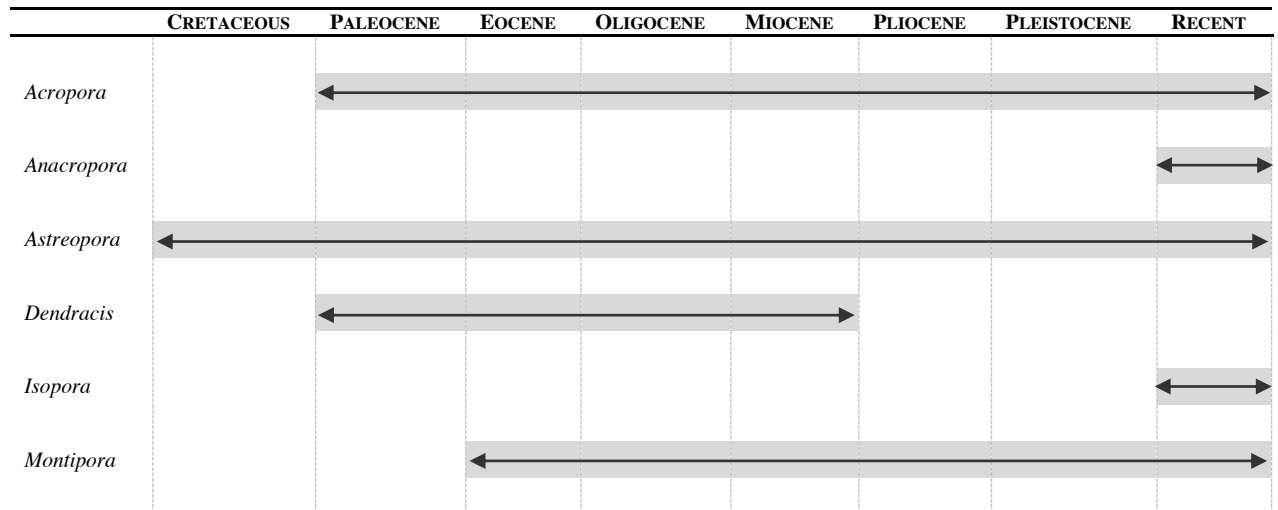 CRETACEOUS PALEOCENE EOCENE OLIGOCENE MIOCENE PLIOCENE PLEISTOCENE RECENT
Acropora
Anacropora
Astreopora
Dendracis
Isopora
Montipora